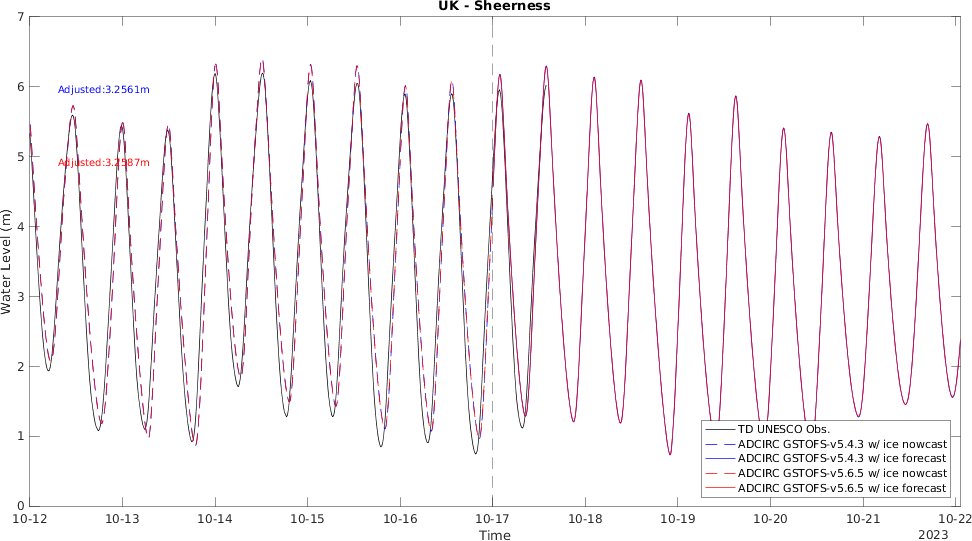 UK - Sheerness
7
6
5
4
3
2
1
0
Water Level (m)
Adjusted:3.2561m
Adjusted:3.2587m
TD UNESCO Obs.
ADCIRC GSTOFS-v5.4.3 w/ ice nowcast
ADCIRC GSTOFS-v5.4.3 w/ ice forecast
ADCIRC GSTOFS-v5.6.5 w/ ice nowcast
ADCIRC GSTOFS-v5.6.5 w/ ice forecast
10-12 10-13 10-14 10-15 10-16 10-17 10-18 10-19 10-20 10-21 10-22
Time
2023